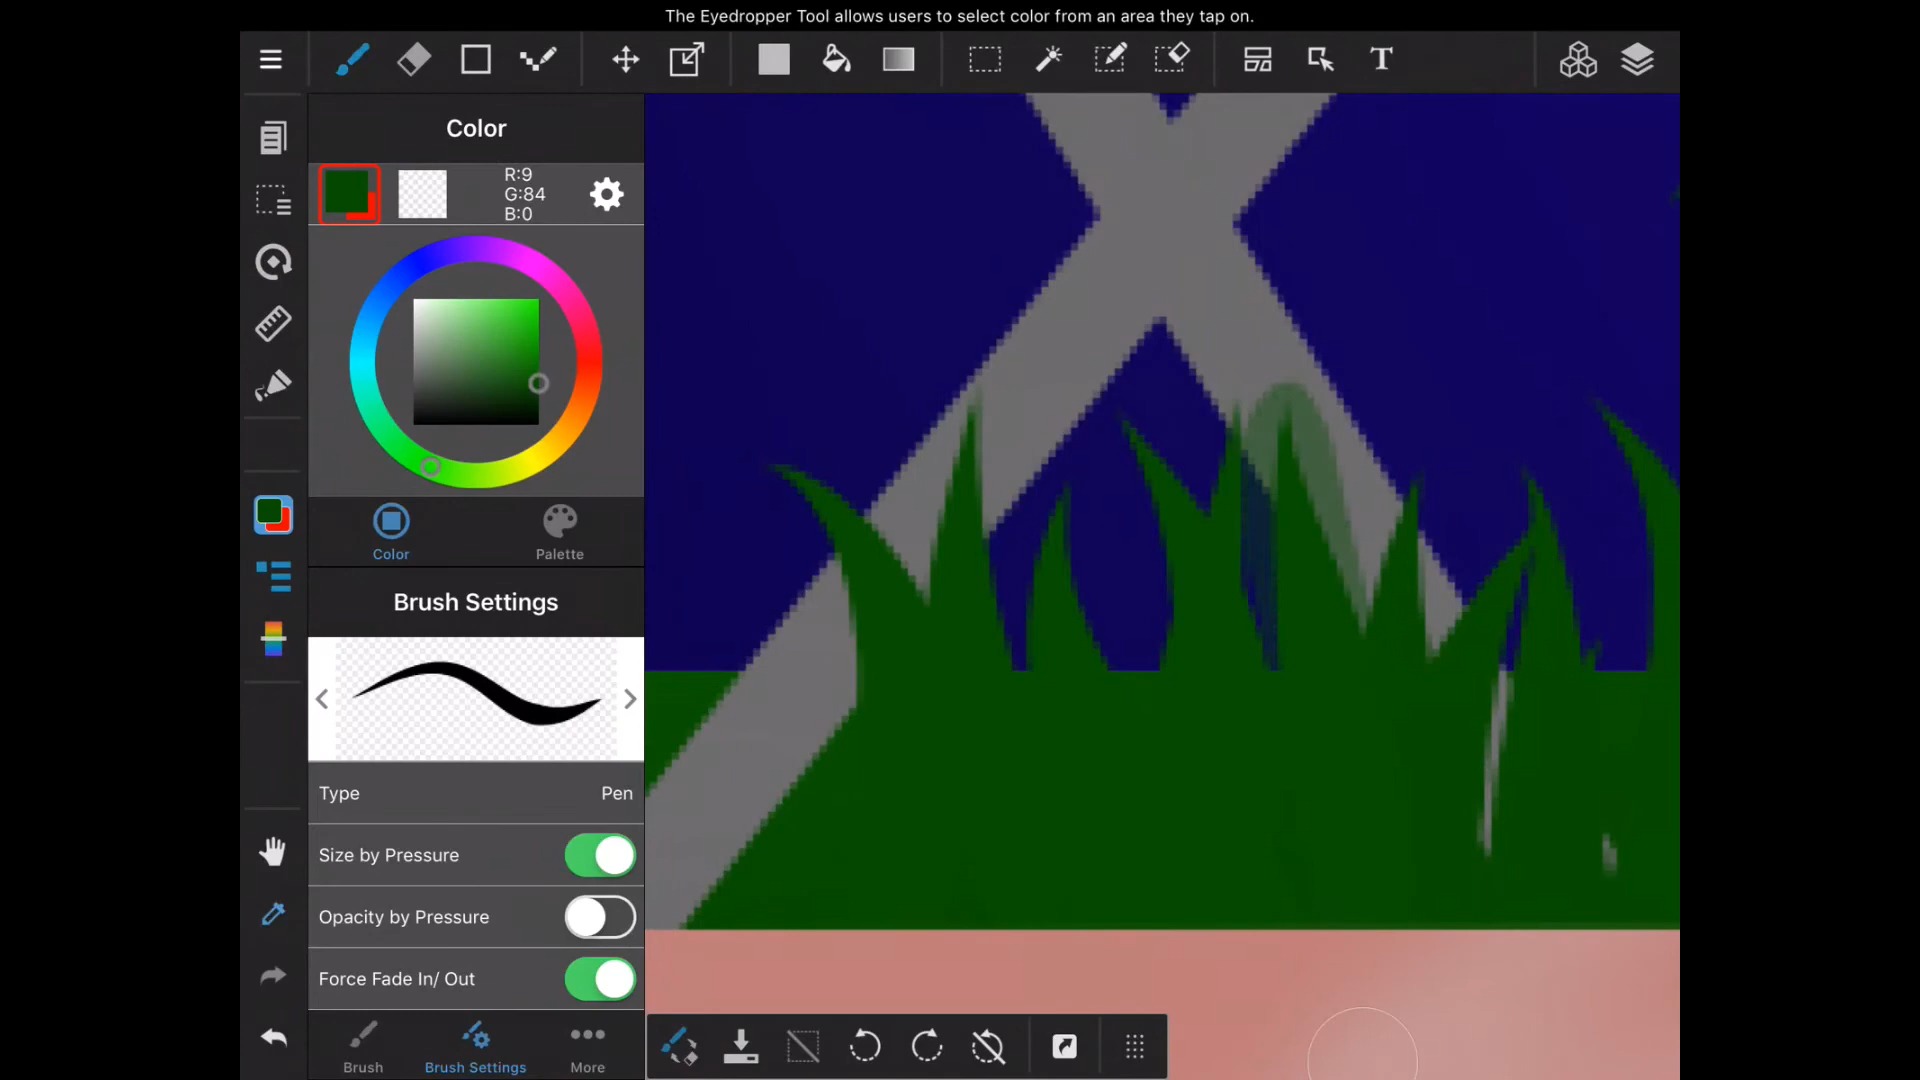 The Eyedropper Tool allows users to select color from an area they tap on.
T
Color
R:9
G:84
B:0
Color
Palette
Brush Settings
Type Pen
Size by Pressure
Opacity by Pressure
Force Fade In/ Out
Brush
Brush Settings
More